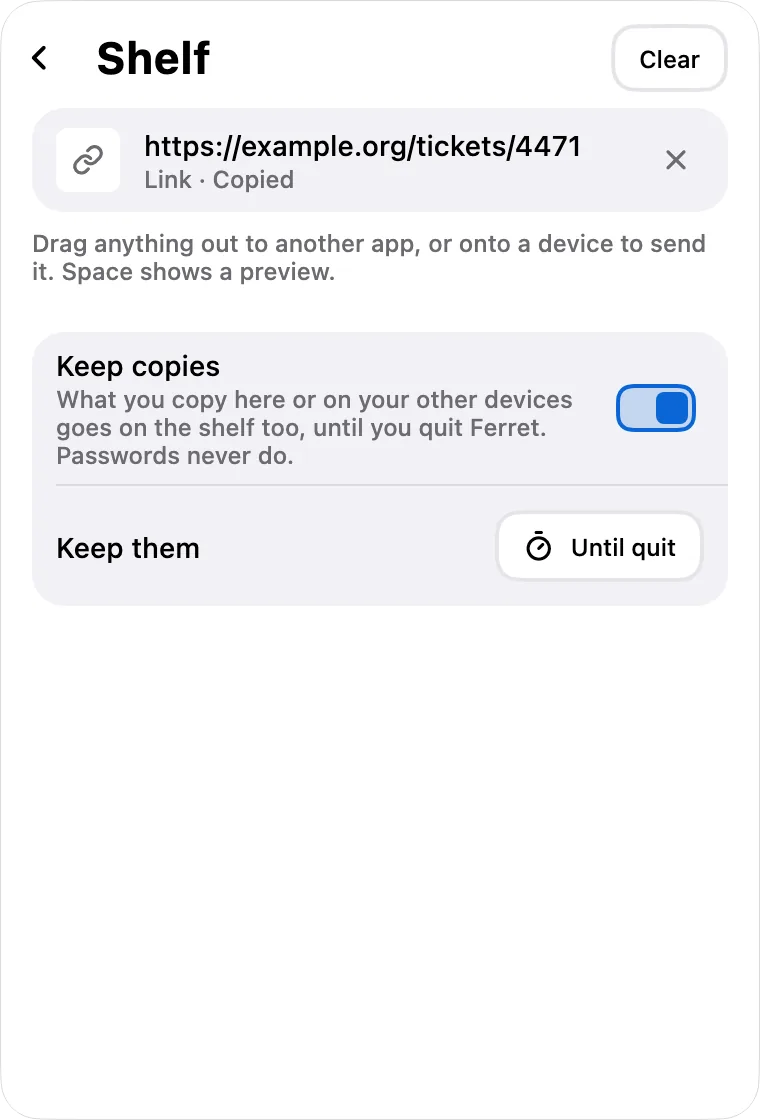 Shelf
Clear
https://example.org/tickets/4471
Link · Copied
Drag anything out to another app, or onto a device to send
it. Space shows a preview.
Keep copies
What you copy here or on your other devices
goes on the shelf too, until you quit Ferret.
Passwords never do.
Keep them
Until quit